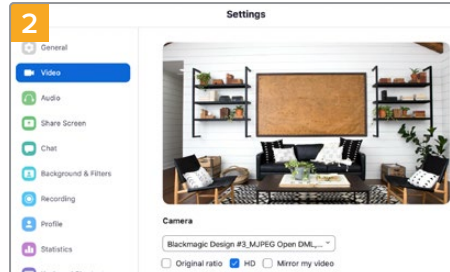 2
Settings
General
Video
Audio
Share Screen
Chat
Background & Filters
Recording
Profile
Statistics
Camera
Blackmagic Design #3_MJPEG Open DML,...
Original ratio HD Mirror my video